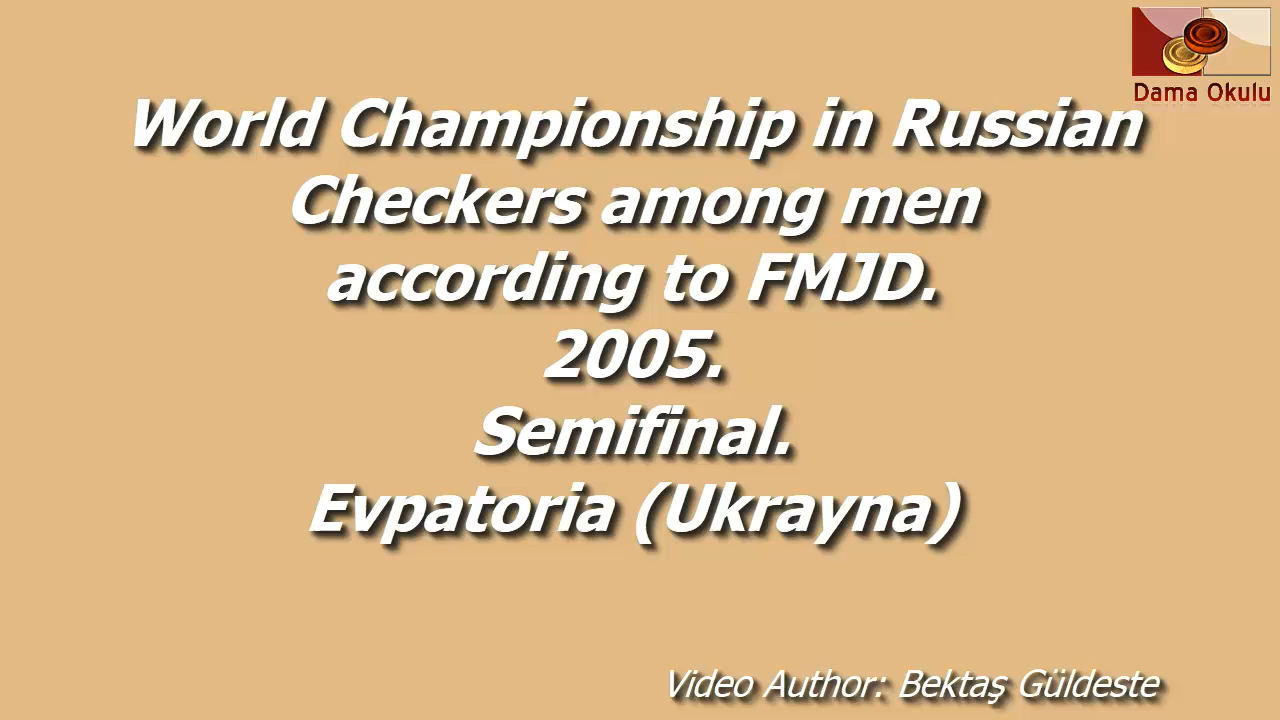 Dama Okulu
World Championship in Russian
Checkers among men
according to FMJD.
2005.
Semifinal.
Evpatoria (Ukrayna)
Video Author: Bektaş Güldeste